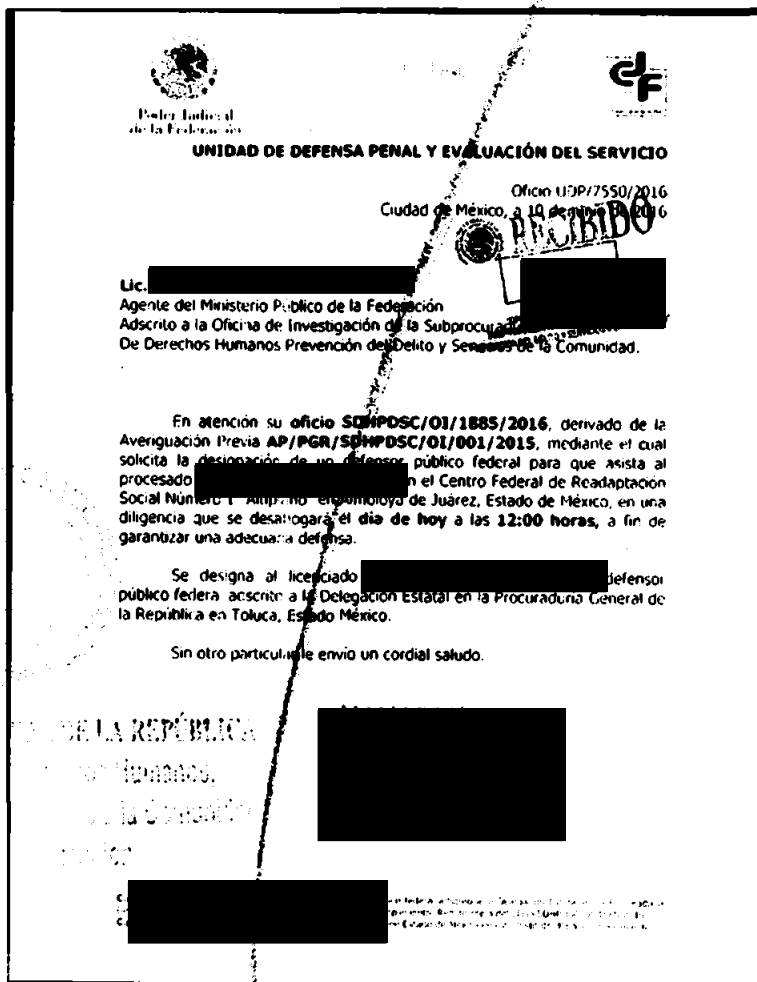 Poder Judicial
de la Federación
UNIDAD DE DEFENSA PENAL Y EVALUACIÓN DEL SERVICIO
Oficio UDP/7550/2016
Ciudad de México, a 10 de de 2016
RECIBIDO
Lic.
Agente del Ministerio Público de la Federación
Adscrito a la Oficina de Investigación de la
De Derechos Humanos Prevención del Delito y de la Comunidad.
En atención su oficio SDHPDSC/OI/1885/2016, derivado de la
Averiguación Previa AP/PGR/SDHPDSC/OI/001/2015, mediante el cual
solicita la designación de un defensor público federal para que asista al
procesado n el Centro Federal de Readaptación
Social Número 1 en Almoloya de Juárez, Estado de México, en una
diligencia que se desahogará el día de hoy a las 12:00 horas, a fin de
garantizar una adecuada defensa.
Se designa al licenciado defensor
público federal adscrito a la Delegación Estatal en la Procuraduría General de
la República en Toluca, Estado México.
Sin otro particular le envío un cordial saludo.
DE LA REPÚBLICA
Humanos,
la